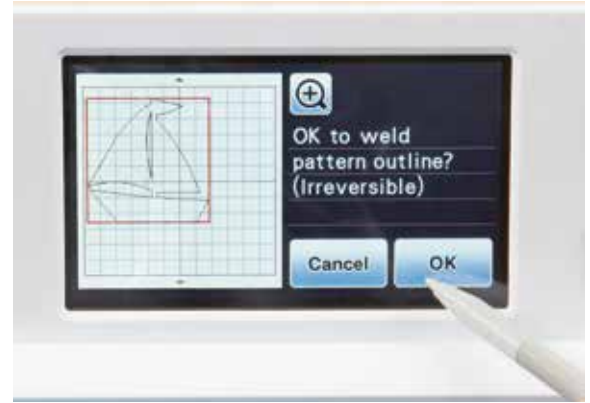 OK to weld
pattern outline?
(Irreversible)
Cancel
OK